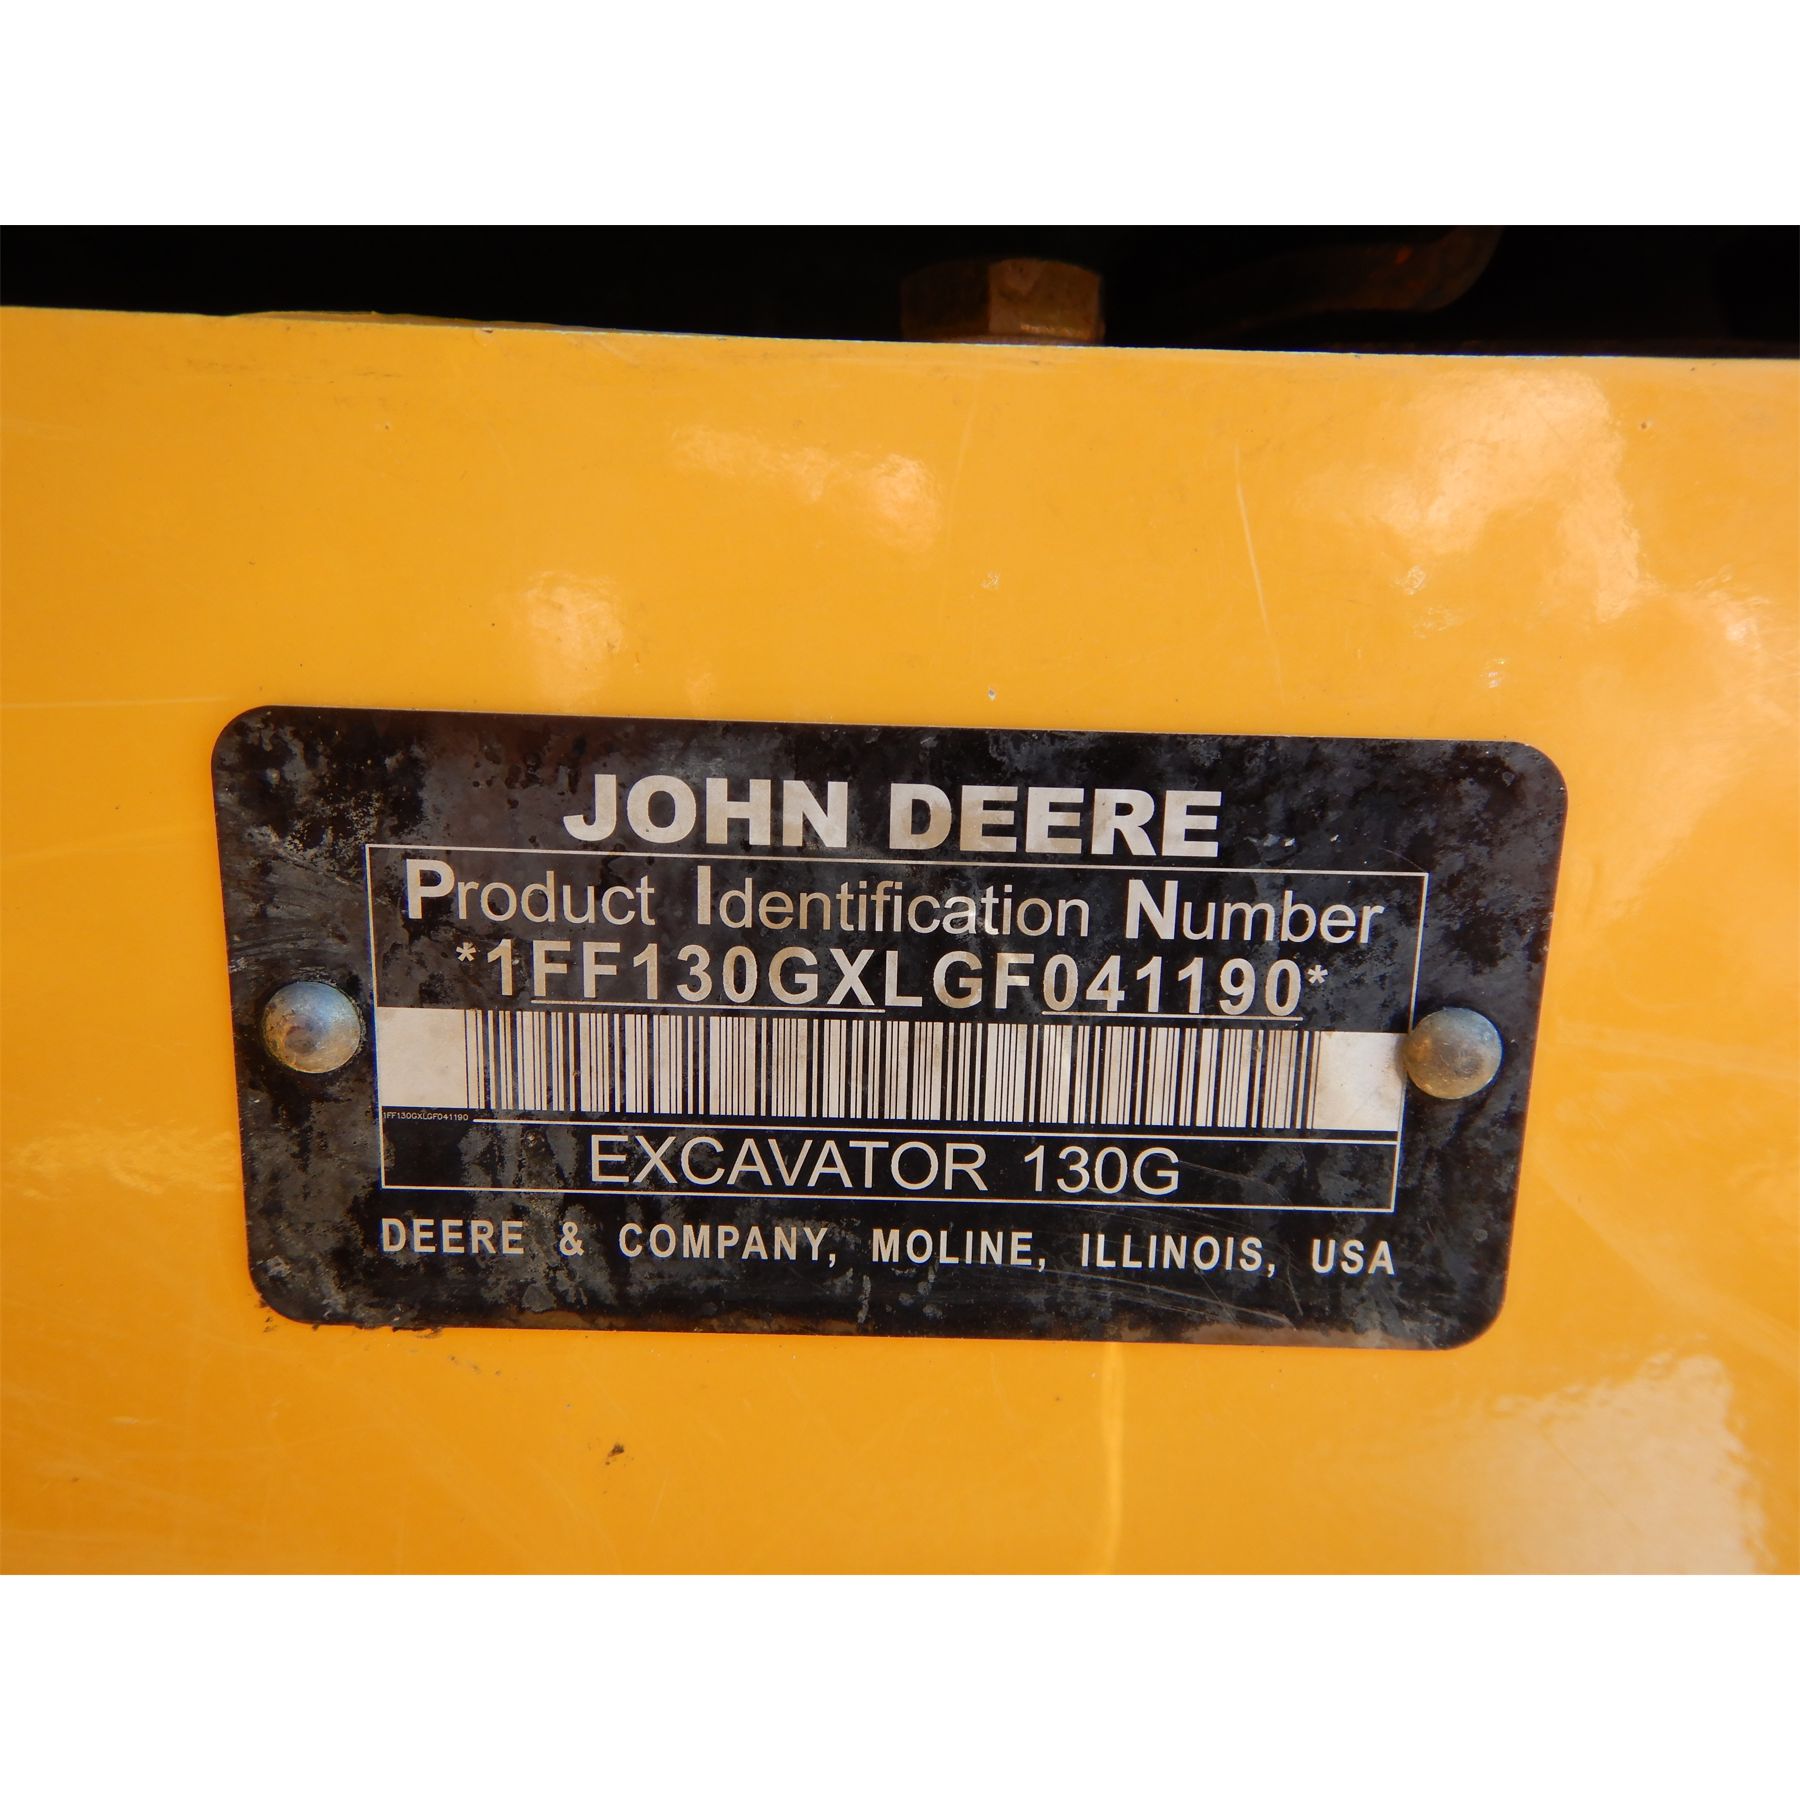 JOHN DEERE
Product Identification Number
*1FF130GXLGF041190*
1FF130GXLGF041190
EXCAVATOR 130G
DEERE & COMPANY, MOLINE, ILLINOIS, USA